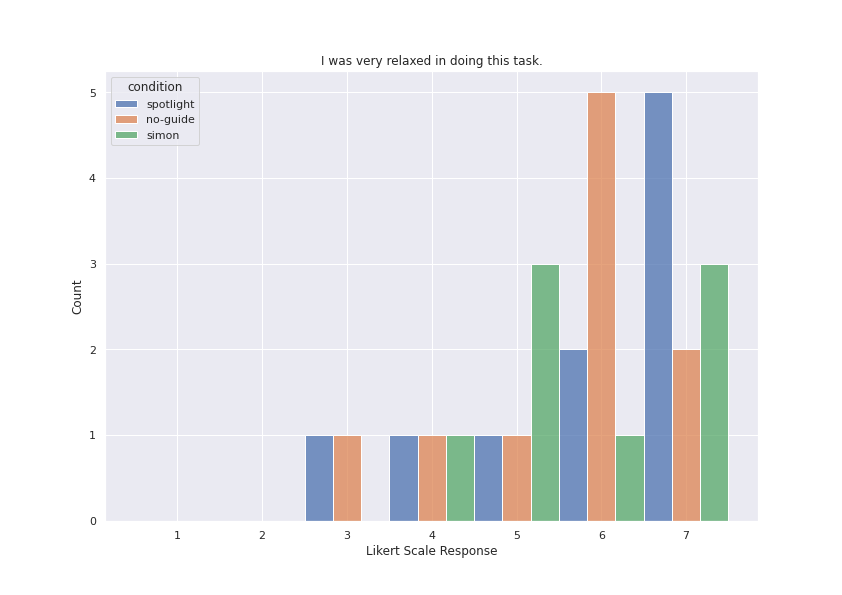 I was very relaxed in doing this task.
condition
spotlight
no-guide
simon
5
4
3
2
1
0
Count
1 2 3 4 5 6 7
Likert Scale Response